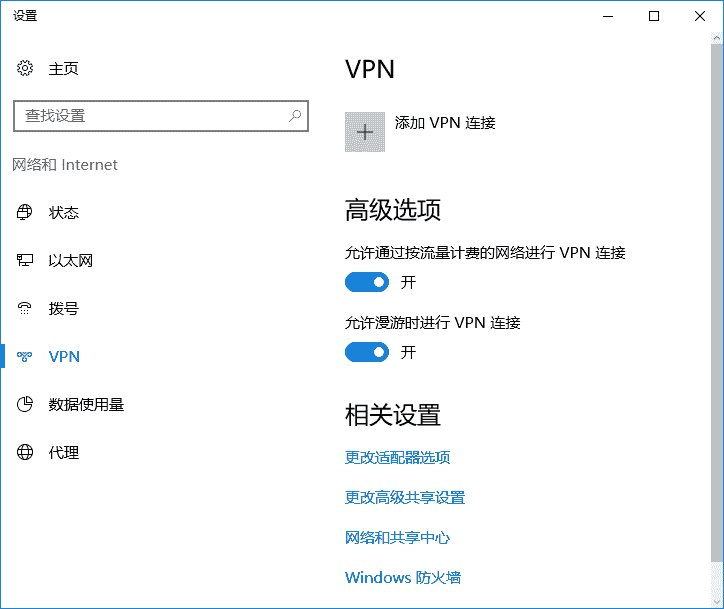 设置
主页
查找设置
网络和 Internet
状态
以太网
拨号
VPN
数据使用量
代理
VPN
添加 VPN 连接
高级选项
允许通过按流量计费的网络进行 VPN 连接
开
允许漫游时进行 VPN 连接
开
相关设置
更改适配器选项
更改高级共享设置
网络和共享中心
Windows 防火墙